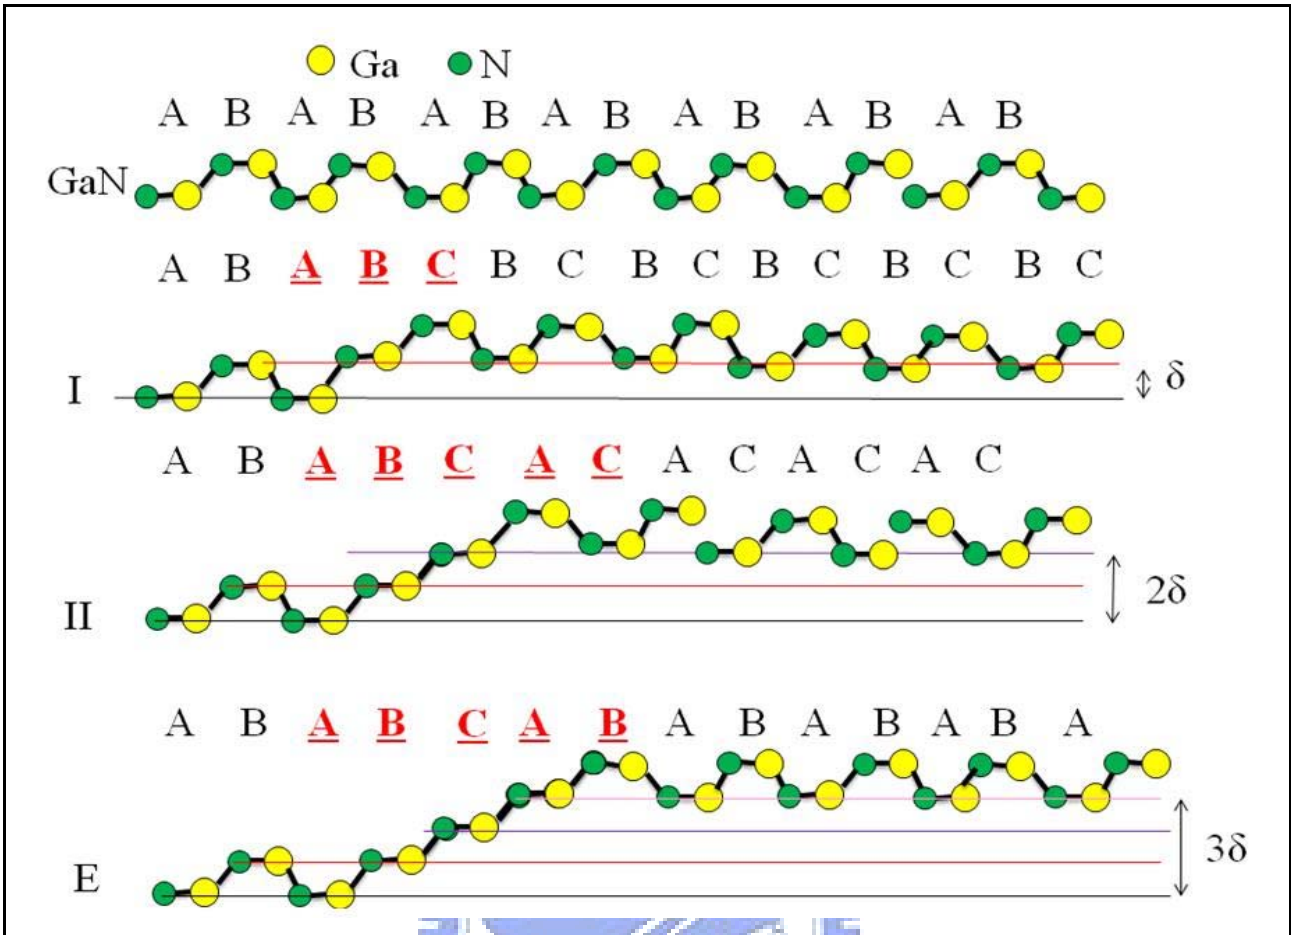 Ga N
A B A B A B A B A B A B A B
GaN
A B A B C B C B C B C B C B C
I δ
A B A B C A C A C A C A C
II 2δ
A B A B C A B A B A B A B A
E 3δ